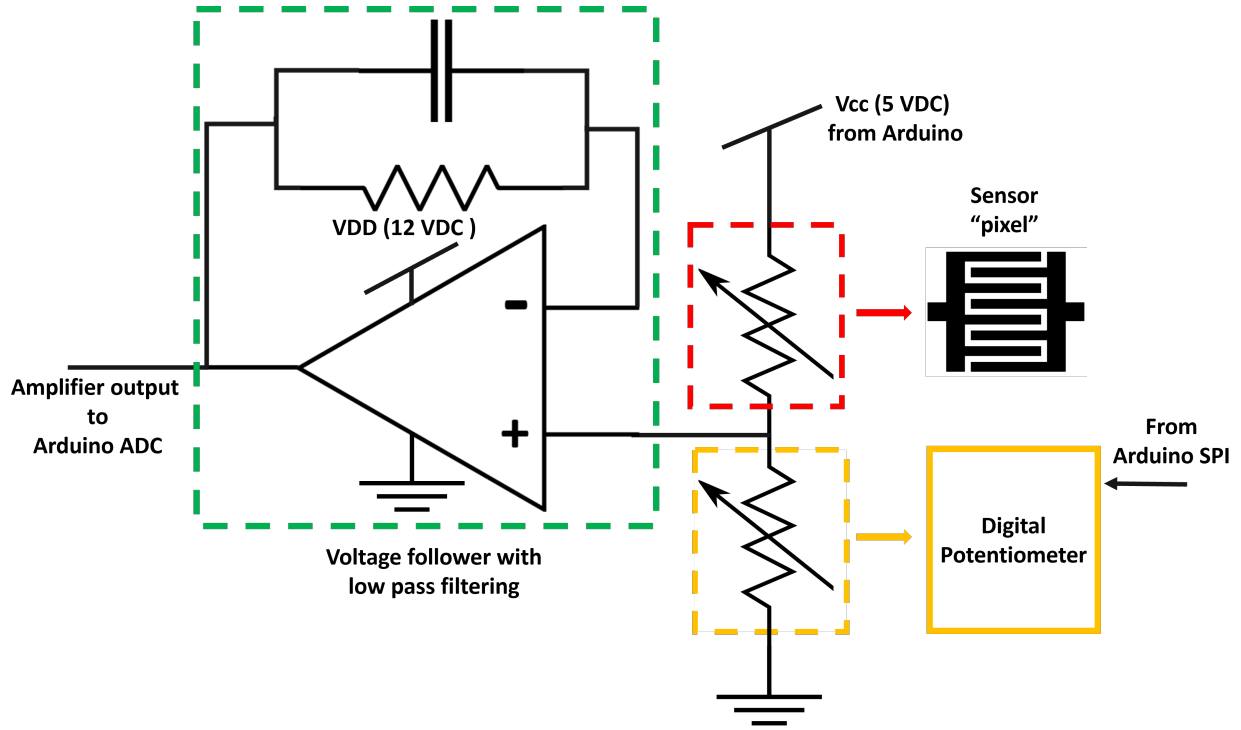 Vcc (5 VDC)
from Arduino
Sensor
“pixel”
VDD (12 VDC )
-
+
Amplifier output
to
Arduino ADC
From
Arduino SPI
Digital
Potentiometer
Voltage follower with
low pass filtering